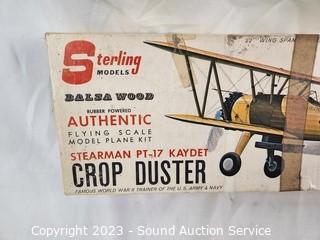 Sterling
MODELS
22" WING SPAN
BALSA WOOD
RUBBER POWERED
AUTHENTIC
FLYING SCALE
MODEL PLANE KIT
STEARMAN PT-17 KAYDET
CROP DUSTER
FAMOUS WORLD WAR II TRAINER OF THE U.S. ARMY & NAVY
Copyright 2023 - Sound Auction Service